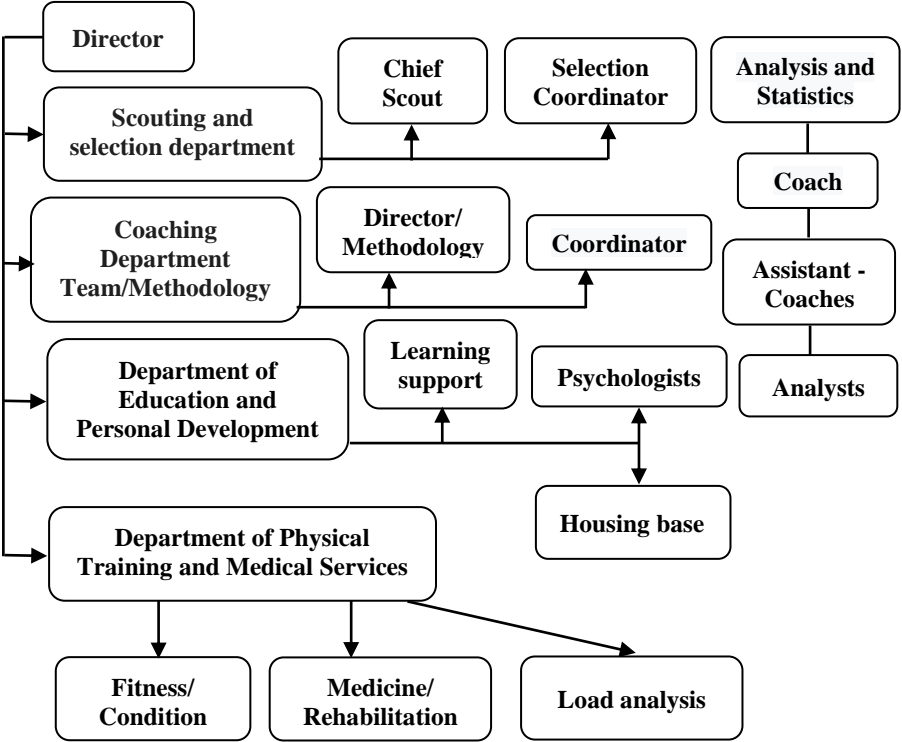 Director
Chief
Scout
Selection
Coordinator
Analysis and
Statistics
Scouting and
selection department
Coach
Director/
Methodology
Coordinator
Coaching
Department
Team/Methodology
Assistant -
Coaches
Learning
support
Psychologists
Analysts
Department of
Education and
Personal Development
Housing base
Department of Physical
Training and Medical Services
Fitness/
Condition
Medicine/
Rehabilitation
Load analysis